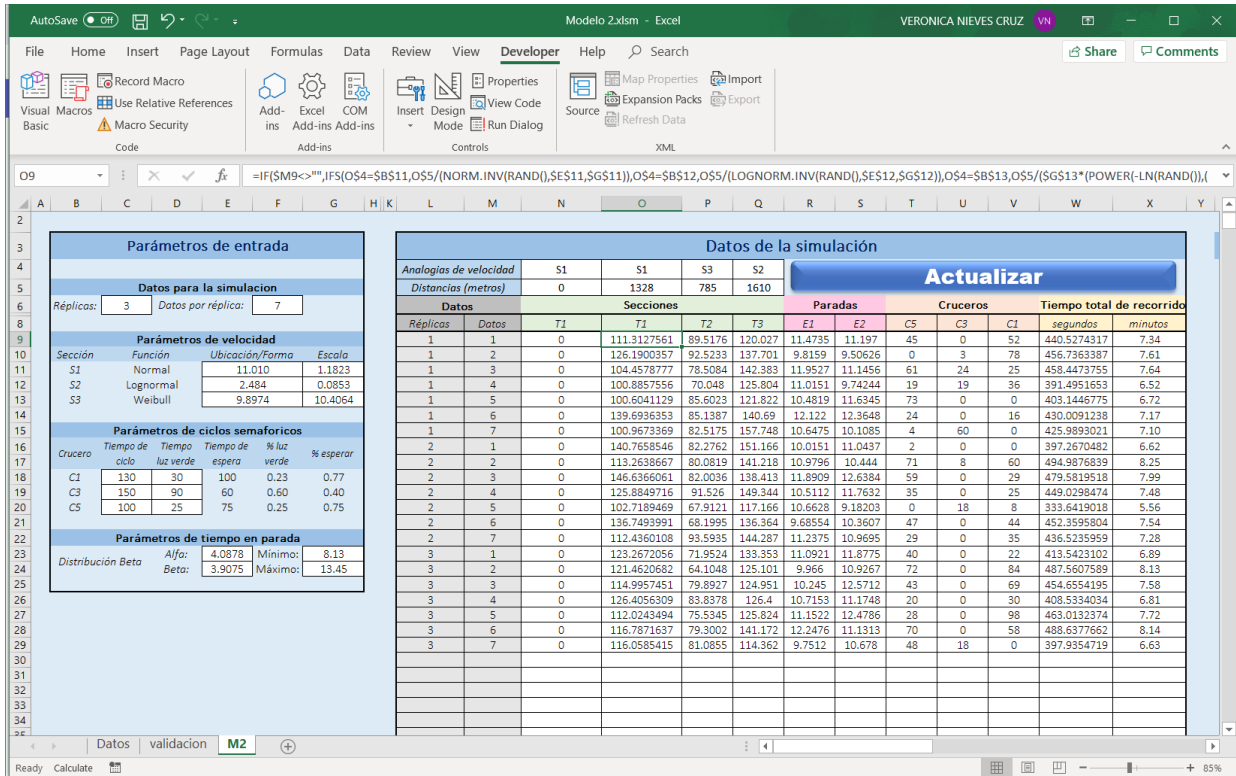 AutoSave Off Modelo 2.xlsm - Excel VERONICA NIEVES CRUZ VN
File Home Insert Page Layout Formulas Data Review View Developer Help Search Share Comments
Visual Basic Macros Record Macro Use Relative References Macro Security Add-ins Excel Add-ins COM Add-ins Insert Design Mode Properties View Code Run Dialog Source Map Properties Expansion Packs Refresh Data Import Export
Code Add-ins Controls XML
O9 fx =IF($M9<>"",IFS(O$4=$B$11,O$5/(NORM.INV(RAND(),$E$11,$G$11)),O$4=$B$12,O$5/(LOGNORM.INV(RAND(),$E$12,$G$12)),O$4=$B$13,O$5/($G$13*(POWER(-LN(RAND()),(
A B C D E F G H K L M N O P Q R S T U V W X Y
Parámetros de entrada
Datos para la simulacion
Réplicas: 3 Datos por réplica: 7
Parámetros de velocidad
Sección Función Ubicación/Forma Escala
S1 Normal 11.010 1.1823
S2 Lognormal 2.484 0.0853
S3 Weibull 9.8974 10.4064
Parámetros de ciclos semaforicos
Crucero Tiempo de ciclo Tiempo luz verde Tiempo de espera % luz verde % esperar
C1 130 30 100 0.23 0.77
C3 150 90 60 0.60 0.40
C5 100 25 75 0.25 0.75
Parámetros de tiempo en parada
Distribución Beta
Alfa: 4.0878 Mínimo: 8.13
Beta: 3.9075 Máximo: 13.45
Datos de la simulación
Analogías de velocidad S1 S1 S3 S2 Actualizar
Distancias (metros) 0 1328 785 1610
Datos Secciones Paradas Cruceros Tiempo total de recorrido
Réplicas Datos T1 T1 T2 T3 E1 E2 C5 C3 C1 segundos minutos
1 1 0 111.3127561 89.5176 120.027 11.4735 11.197 45 0 52 440.5274317 7.34
1 2 0 126.1900357 92.5233 137.701 9.8159 9.50626 0 3 78 456.7363387 7.61
1 3 0 104.4578777 78.5084 142.383 11.9527 11.1456 61 24 25 458.4473755 7.64
1 4 0 100.8857556 70.048 125.804 11.0151 9.74244 19 19 36 391.4951653 6.52
1 5 0 100.6041129 85.6023 121.822 10.4819 11.6345 73 0 0 403.1446775 6.72
1 6 0 139.6936353 85.1387 140.69 12.122 12.3648 24 0 16 430.0091238 7.17
1 7 0 100.9673369 82.5175 157.748 10.6475 10.1085 4 60 0 425.9893021 7.10
2 1 0 140.7658546 82.2762 151.166 10.0151 11.0437 2 0 0 397.2670482 6.62
2 2 0 113.2638667 80.0819 141.218 10.9796 10.444 71 8 60 494.9876839 8.25
2 3 0 146.6366061 82.0036 138.413 11.8909 12.6384 59 0 29 479.5819518 7.99
2 4 0 125.8849716 91.526 149.344 10.5112 11.7632 35 0 25 449.0298474 7.48
2 5 0 102.7189469 67.9121 117.166 10.6628 9.18203 0 18 8 333.6419018 5.56
2 6 0 136.7493991 68.1995 136.364 9.68554 10.3607 47 0 44 452.3595804 7.54
2 7 0 112.4360108 93.5935 144.287 11.2375 10.9695 29 0 35 436.5235959 7.28
3 1 0 123.2672056 71.9524 133.353 11.0921 11.8775 40 0 22 413.5423102 6.89
3 2 0 121.4620682 64.1048 125.101 9.966 10.9267 72 0 84 487.5607589 8.13
3 3 0 114.9957451 79.8927 124.951 10.245 12.5712 43 0 69 454.6554195 7.58
3 4 0 126.4056309 83.8378 126.4 10.7153 11.1748 20 0 30 408.5334034 6.81
3 5 0 112.0243494 75.5345 125.824 11.1522 12.4786 28 0 98 463.0132374 7.72
3 6 0 116.7871637 79.3002 141.172 12.2476 11.1313 70 0 58 488.6377662 8.14
3 7 0 116.0585415 81.0855 114.362 9.7512 10.678 48 18 0 397.9354719 6.63
2
3
4
5
6
8
9
10
11
12
13
14
15
16
17
18
19
20
21
22
23
24
25
26
27
28
29
30
31
32
33
34
Datos validacion M2
Ready Calculate 85%